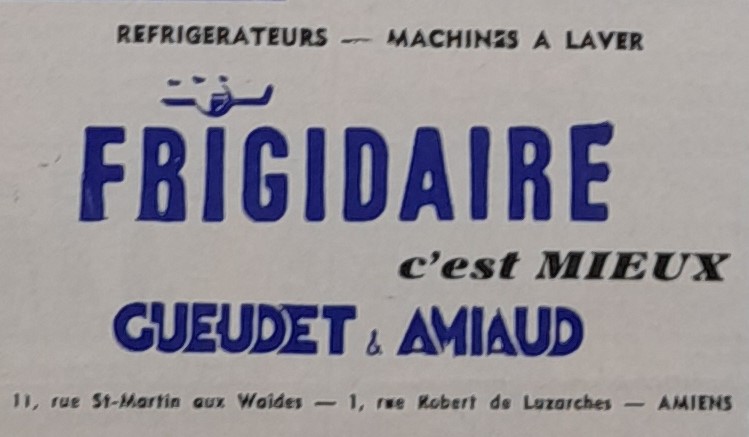 REFRIGERATEURS — MACHINES A LAVER
FRIGIDAIRE
c'est MIEUX
GUEUDET & AMIAUD
11, rue St-Martin aux Waides — 1, rue Robert de Luzarches — AMIENS